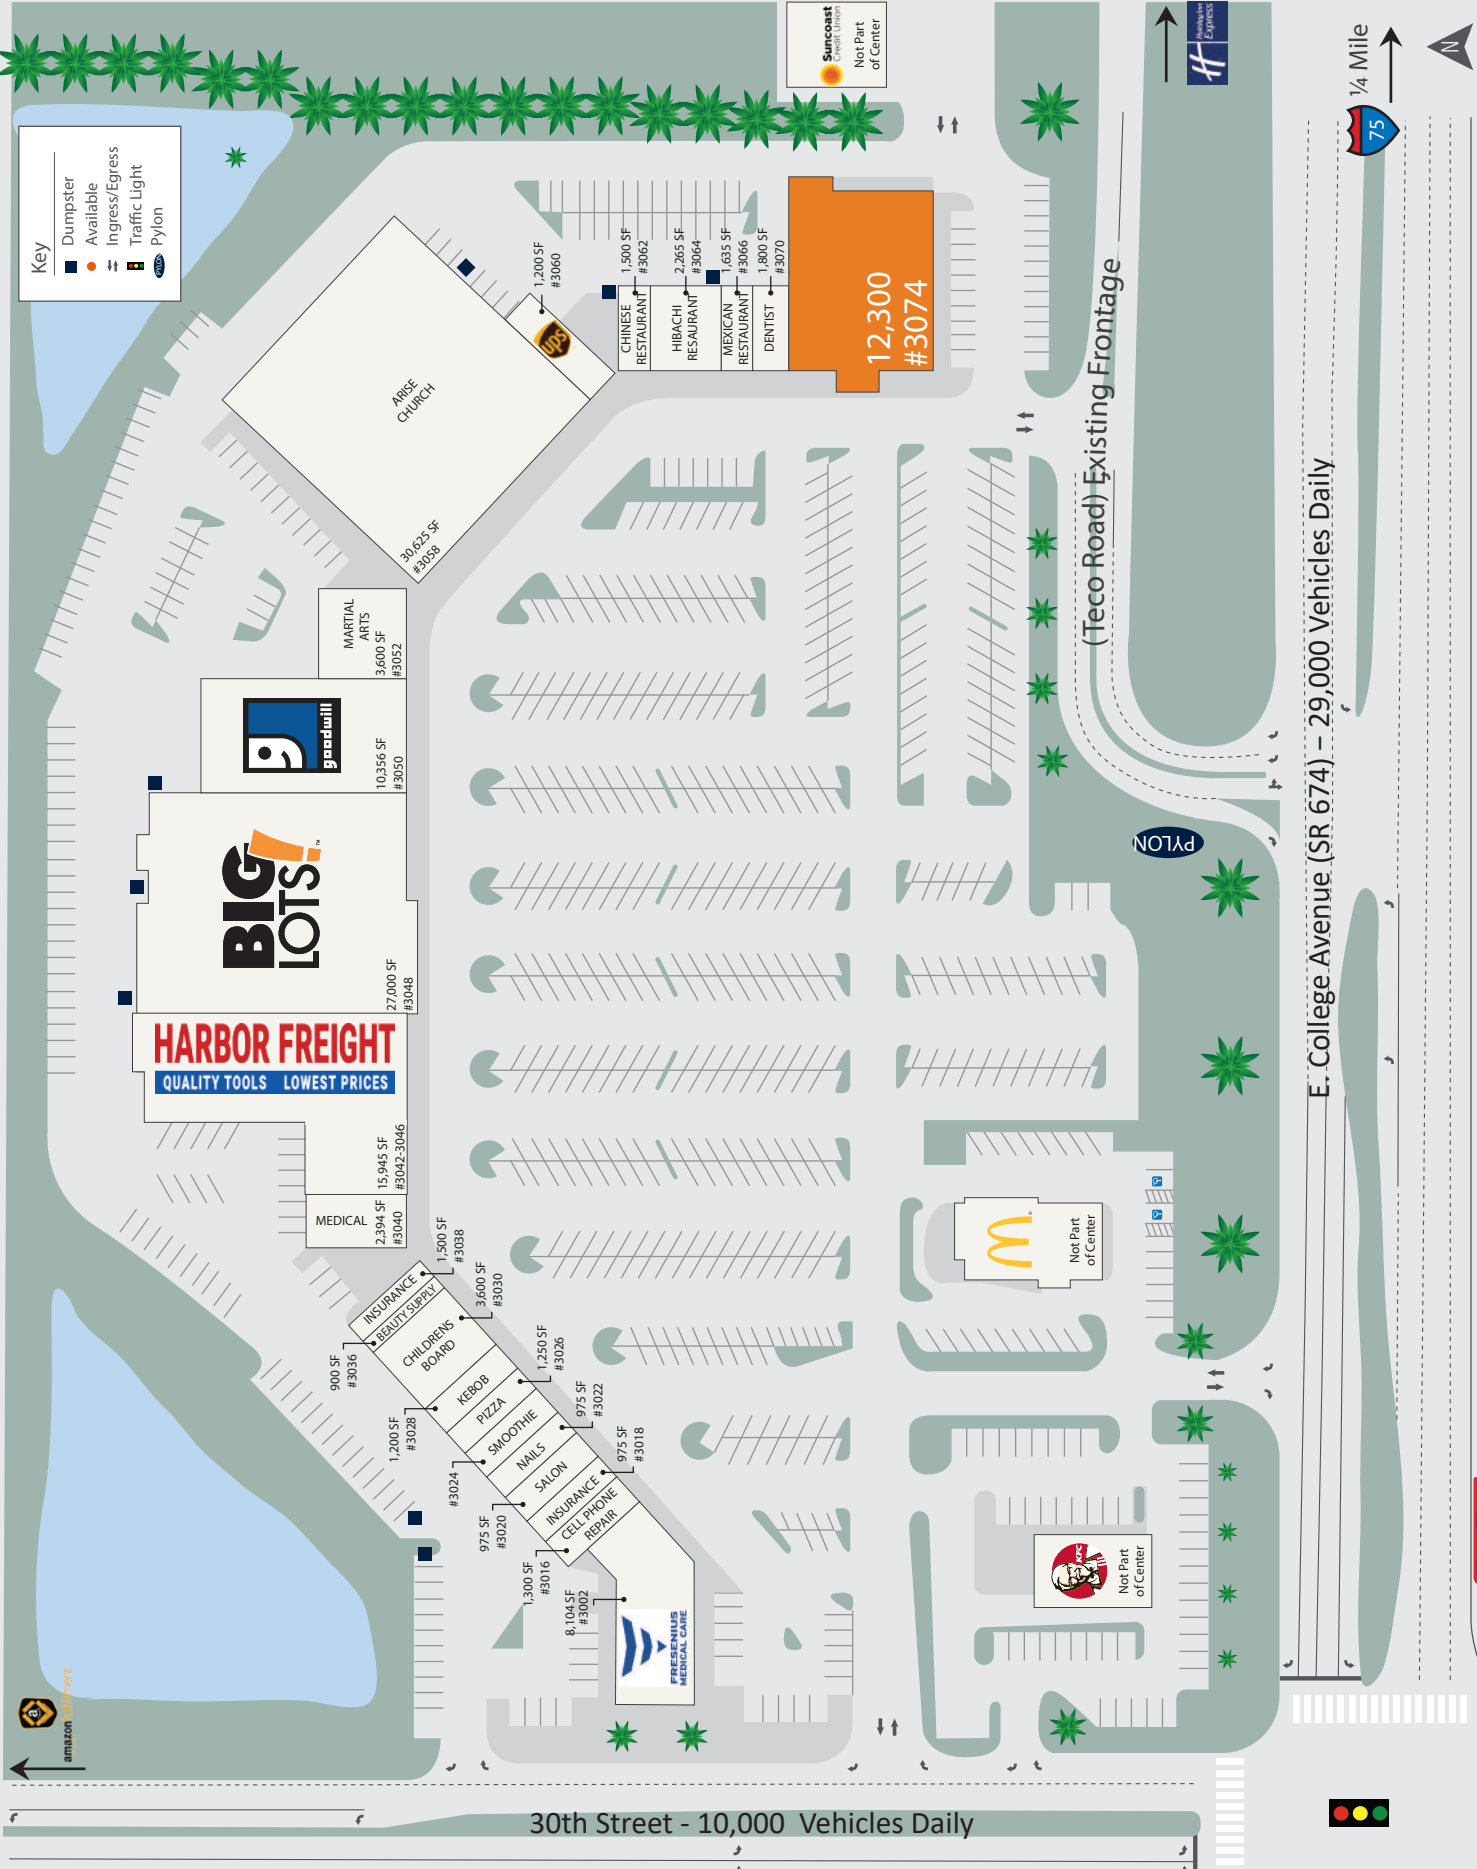 Key
Dumpster
Available
Ingress/Egress
Traffic Light
PYLON Pylon
Suncoast
Credit Union
Not Part
of Center
Holiday Inn
Express
H
¼ Mile
75
N
1,200 SF
#3060
ups
CHINESE
RESTAURANT
1,500 SF
#3062
HIBACHI
RESAURANT
2,265 SF
#3064
MEXICAN
RESTAURANT
1,635 SF
#3066
DENTIST
1,800 SF
#3070
12,300
#3074
ARISE
CHURCH
30,625 SF
#3058
MARTIAL
ARTS
3,600 SF
#3052
goodwill
10,356 SF
#3050
BIG
LOTS!™
27,000 SF
#3048
HARBOR FREIGHT
QUALITY TOOLS LOWEST PRICES
15,945 SF
#3042-3046
MEDICAL
2,394 SF
#3040
INSURANCE
1,500 SF
#3038
BEAUTY SUPPLY
900 SF
#3036
CHILDRENS
BOARD
3,600 SF
#3030
KEBOB
1,200 SF
#3028
PIZZA
1,250 SF
#3026
SMOOTHIE
#3024
NAILS
975 SF
#3022
SALON
975 SF
#3020
INSURANCE
975 SF
#3018
CELL PHONE
REPAIR
1,300 SF
#3016
8,104 SF
#3002
FRESENIUS
MEDICAL CARE
(Teco Road) Existing Frontage
PYLON
E. College Avenue (SR 674) – 29,000 Vehicles Daily
Not Part
of Center
KFC
Not Part
of Center
a
amazon fulfillment
30th Street - 10,000 Vehicles Daily